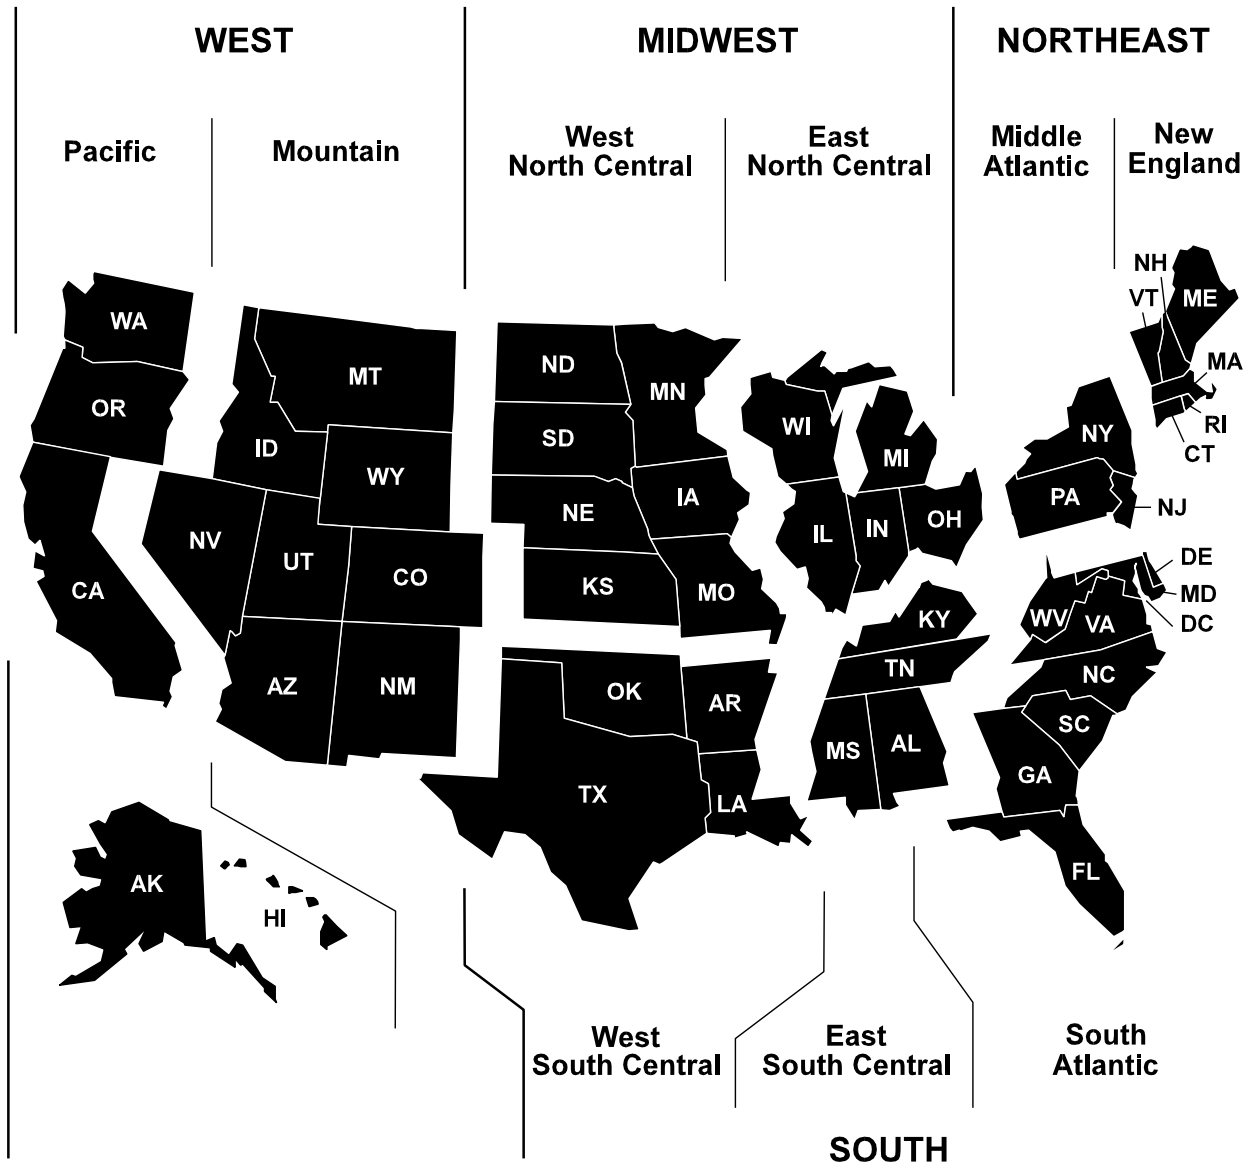 WEST
MIDWEST
NORTHEAST
Pacific
Mountain
West
North Central
East
North Central
Middle
Atlantic
New
England
WA
OR
CA
AK
HI
MT
ID
WY
NV
UT
CO
AZ
NM
ND
SD
NE
KS
MN
IA
MO
WI
MI
IL
IN
OH
NY
PA
NJ
NH
VT
ME
MA
RI
CT
OK
TX
AR
LA
KY
TN
MS
AL
DE
MD
DC
WV
VA
NC
SC
GA
FL
West
South Central
East
South Central
South
Atlantic
SOUTH